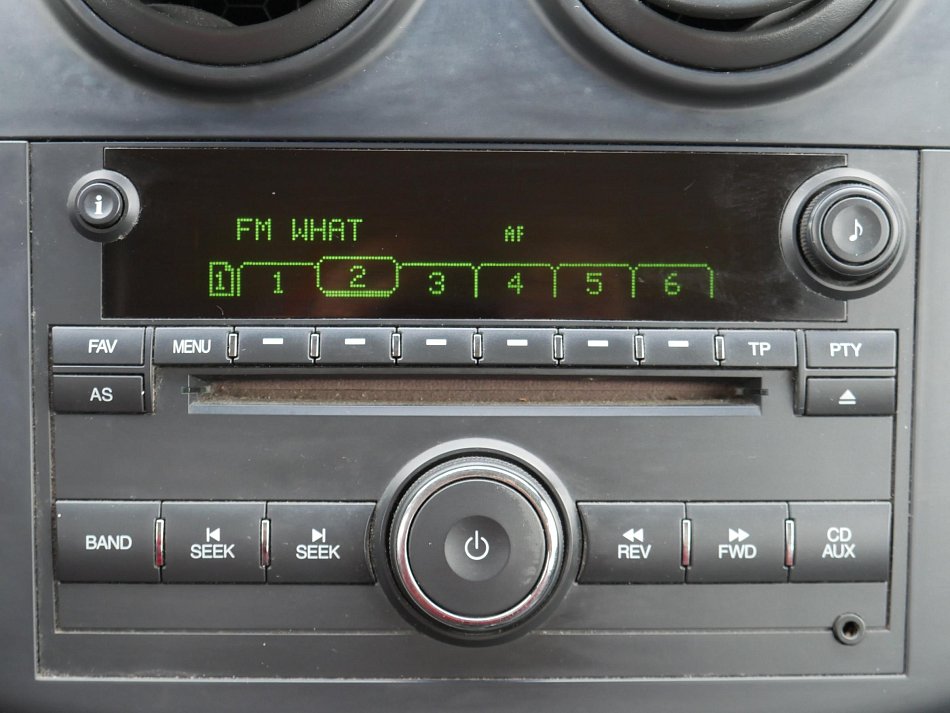 i
FM WHAT AF
1 1 2 3 4 5 6
FAV MENU TP PTY
AS
BAND SEEK SEEK REV FWD CD
AUX